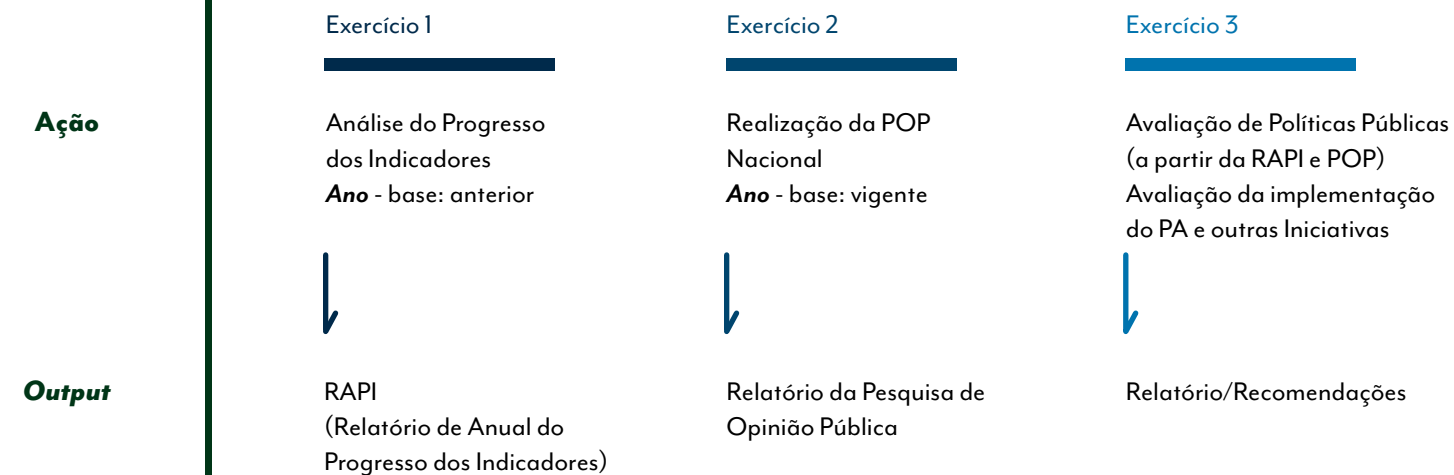 Exercício 1
Exercício 2
Exercício 3
Ação
Análise do Progresso
dos Indicadores
Ano - base: anterior
Realização da POP
Nacional
Ano - base: vigente
Avaliação de Políticas Públicas
(a partir da RAPI e POP)
Avaliação da implementação
do PA e outras Iniciativas
Output
RAPI
(Relatório de Anual do
Progresso dos Indicadores)
Relatório da Pesquisa de
Opinião Pública
Relatório/Recomendações